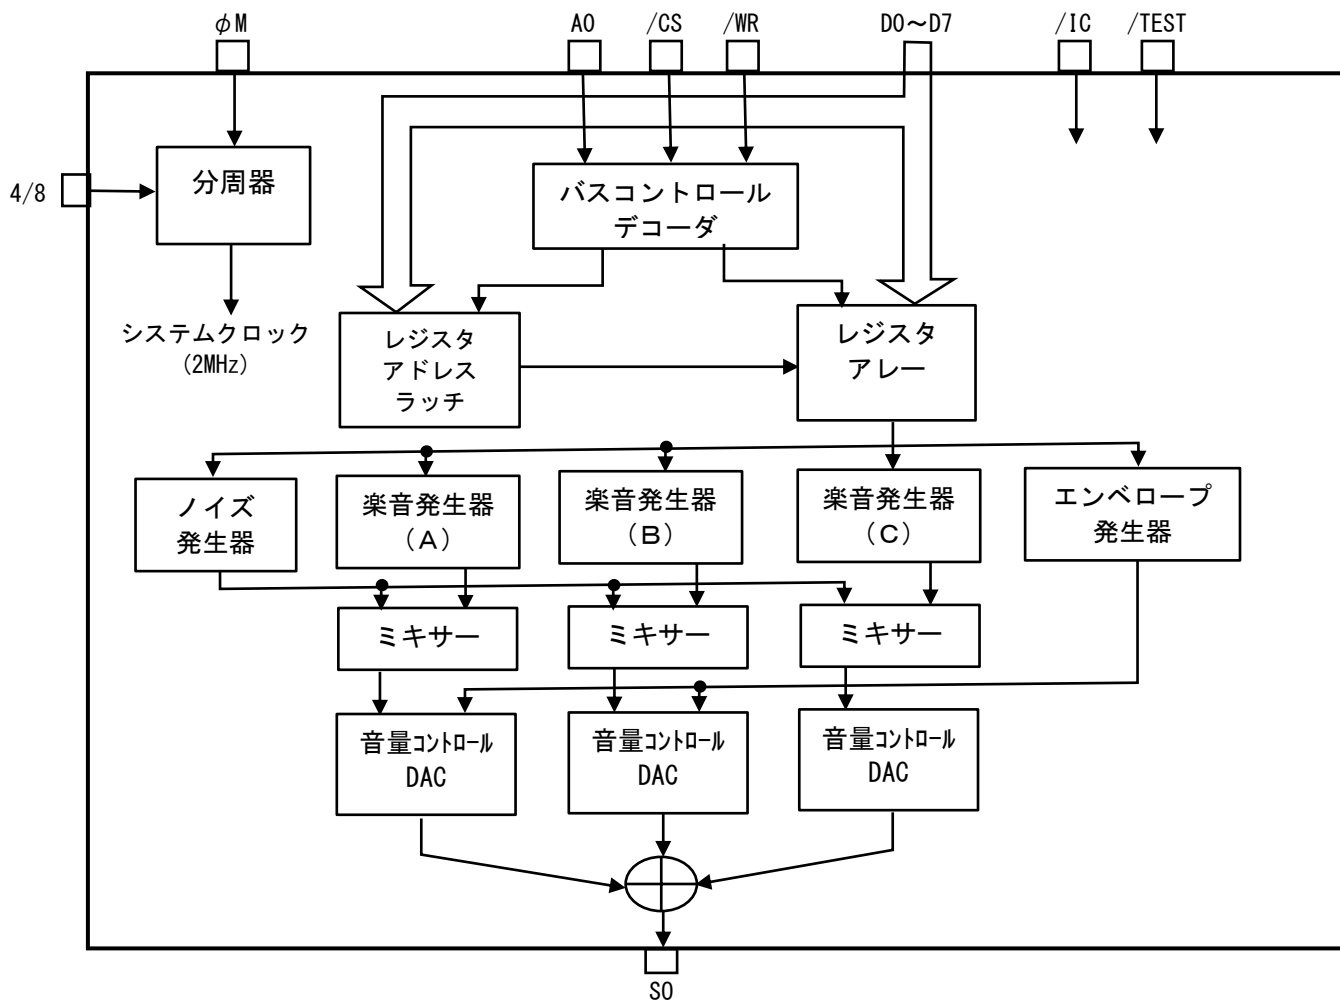 φM
A0
/CS
/WR
D0～D7
/IC
/TEST
4/8
分周器
バスコントロール
デコーダ
システムクロック
(2MHz)
レジスタ
アドレス
ラッチ
レジスタ
アレー
ノイズ
発生器
楽音発生器
(A)
楽音発生器
(B)
楽音発生器
(C)
エンベロープ
発生器
ミキサー
ミキサー
ミキサー
音量ｺﾝﾄﾛｰﾙ
DAC
音量ｺﾝﾄﾛｰﾙ
DAC
音量ｺﾝﾄﾛｰﾙ
DAC
SO